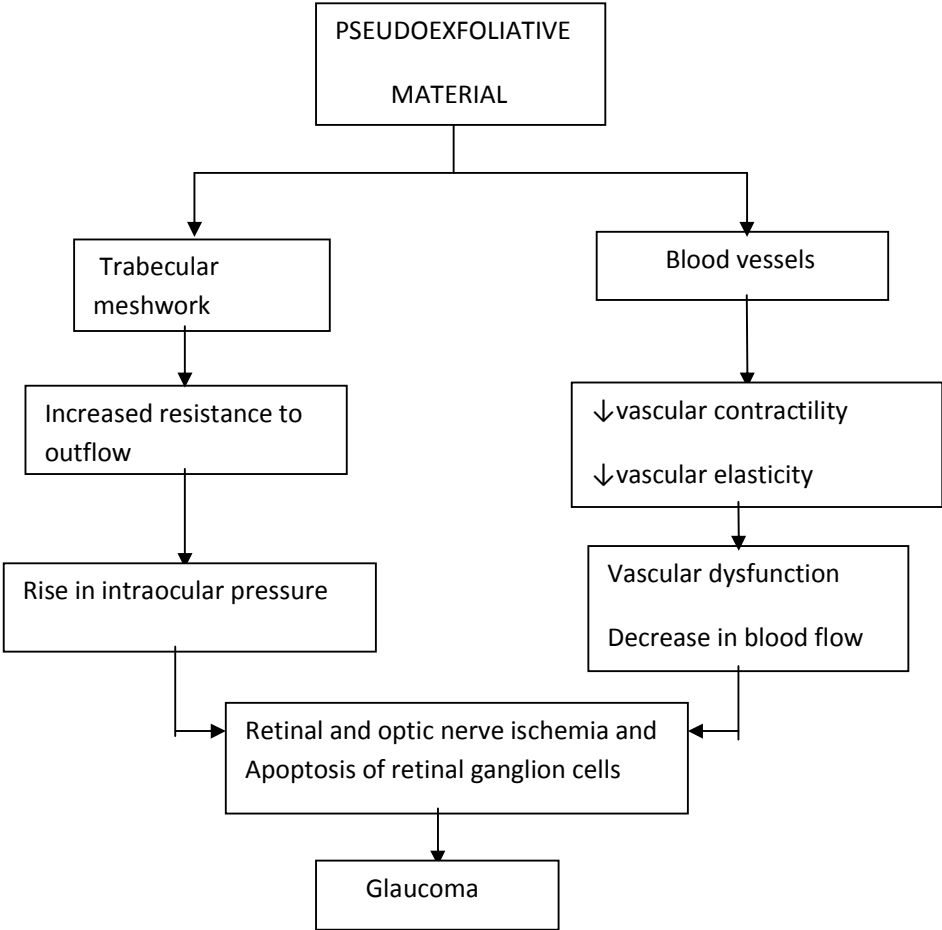 PSEUDOEXFOLIATIVE
MATERIAL
Trabecular
meshwork
Blood vessels
Increased resistance to
outflow
↓vascular contractility
↓vascular elasticity
Rise in intraocular pressure
Vascular dysfunction
Decrease in blood flow
Retinal and optic nerve ischemia and
Apoptosis of retinal ganglion cells
Glaucoma